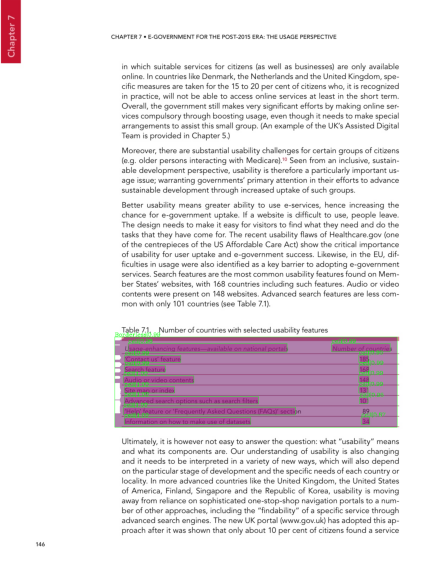 Chapter 7
CHAPTER 7 • E-GOVERNMENT FOR THE POST-2015 ERA: THE USAGE PERSPECTIVE
in which suitable services for citizens (as well as businesses) are only available
online. In countries like Denmark, the Netherlands and the United Kingdom, spe-
cific measures are taken for the 15 to 20 per cent of citizens who, it is recognized
in practice, will not be able to access online services at least in the short term.
Overall, the government still makes very significant efforts by making online ser-
vices compulsory through boosting usage, even though it needs to make special
arrangements to assist this small group. (An example of the UK's Assisted Digital
Team is provided in Chapter 5.)
Moreover, there are substantial usability challenges for certain groups of citizens
(e.g. older persons interacting with Medicare).10 Seen from an inclusive, sustain-
able development perspective, usability is therefore a particularly important us-
age issue; warranting governments' primary attention in their efforts to advance
sustainable development through increased uptake of such groups.
Better usability means greater ability to use e-services, hence increasing the
chance for e-government uptake. If a website is difficult to use, people leave.
The design needs to make it easy for visitors to find what they need and do the
tasks that they have come for. The recent usability flaws of Healthcare.gov (one
of the centrepieces of the US Affordable Care Act) show the critical importance
of usability for user uptake and e-government success. Likewise, in the EU, dif-
ficulties in usage were also identified as a key barrier to adopting e-government
services. Search features are the most common usability features found on Mem-
ber States' websites, with 168 countries including such features. Audio or video
contents were present on 148 websites. Advanced search features are less com-
mon with only 101 countries (see Table 7.1).
Table 7.1. Number of countries with selected usability features
Usage-enhancing features—available on national portals Number of countries
'Contact us' feature
Search feature 168
Audio or video contents 148
Site map or index
Advanced search options such as search filters
'Help' feature or 'Frequently Asked Questions (FAQs)' section 89
Information on how to make use of datasets
Ultimately, it is however not easy to answer the question: what "usability" means
and what its components are. Our understanding of usability is also changing
and it needs to be interpreted in a variety of new ways, which will also depend
on the particular stage of development and the specific needs of each country or
locality. In more advanced countries like the United Kingdom, the United States
of America, Finland, Singapore and the Republic of Korea, usability is moving
away from reliance on sophisticated one-stop-shop navigation portals to a num-
ber of other approaches, including the "findability" of a specific service through
advanced search engines. The new UK portal (www.gov.uk) has adopted this ap-
proach after it was shown that only about 10 per cent of citizens found a service
146